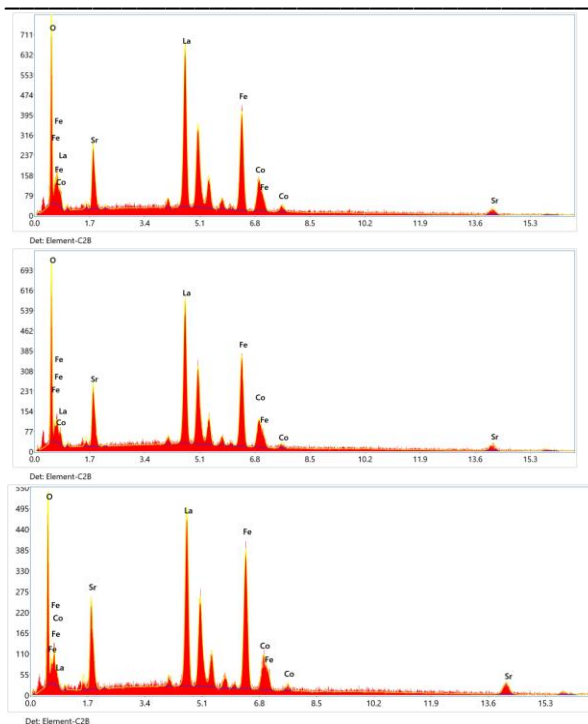 711
632
553
474
395
316
237
158
79
0
O
Fe
Fe
La
Fe
Co
Sr
La
Fe
Co
Fe
Co
Sr
0.0 1.7 3.4 5.1 6.8 8.5 10.2 11.9 13.6 15.3
Det: Element-C2B
693
616
539
462
385
308
231
154
77
0
O
Fe
Fe
Fe
La
Co
Sr
La
Fe
Co
Fe
Co
Sr
0.0 1.7 3.4 5.1 6.8 8.5 10.2 11.9 13.6 15.3
Det: Element-C2B
550
495
440
385
330
275
220
165
110
55
0
O
Fe
Co
Fe
Fe
La
Sr
La
Fe
Co
Fe
Co
Sr
0.0 1.7 3.4 5.1 6.8 8.5 10.2 11.9 13.6 15.3
Det: Element-C2B